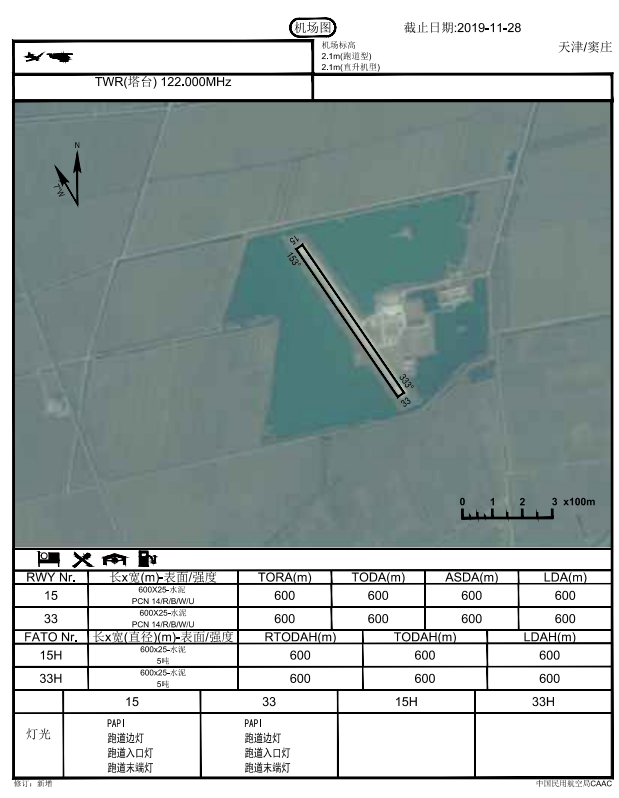 机场图
截止日期:2019-11-28
机场标高
2.1m(跑道型)
2.1m(直升机型)
天津/窦庄
TWR(塔台) 122.000MHz
N
7°W
15
153°
333°
33
0 1 2 3 x100m
RWY Nr. 长x宽(m)-表面/强度 TORA(m) TODA(m) ASDA(m) LDA(m)
15 600X25-水泥 600 600 600 600
PCN 14/R/B/W/U
33 600X25-水泥 600 600 600 600
PCN 14/R/B/W/U
FATO Nr. 长x宽(直径)(m)-表面/强度 RTODAH(m) TODAH(m) LDAH(m)
15H 600x25-水泥 600 600 600
5吨
33H 600x25-水泥 600 600 600
5吨
15 33 15H 33H
灯光
PAPI PAPI
跑道边灯 跑道边灯
跑道入口灯 跑道入口灯
跑道末端灯 跑道末端灯
修订: 新增 中国民用航空局CAAC